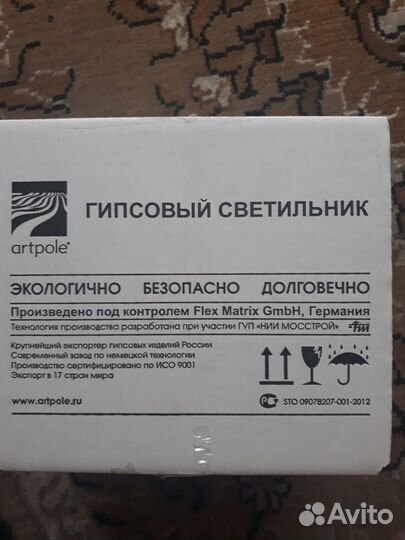 artpole®
ГИПСОВЫЙ СВЕТИЛЬНИК
ЭКОЛОГИЧНО БЕЗОПАСНО ДОЛГОВЕЧНО
Произведено под контролем Flex Matrix GmbH, Германия
Технология производства разработана при участии ГУП «НИИ МОССТРОЙ» НИИ
Крупнейший экспортер гипсовых изделий России
Современный завод по немецкой технологии
Производство сертифицировано по ИСО 9001
Экспорт в 17 стран мира
www.artpole.ru
STO 09078207-001-2012
Avito